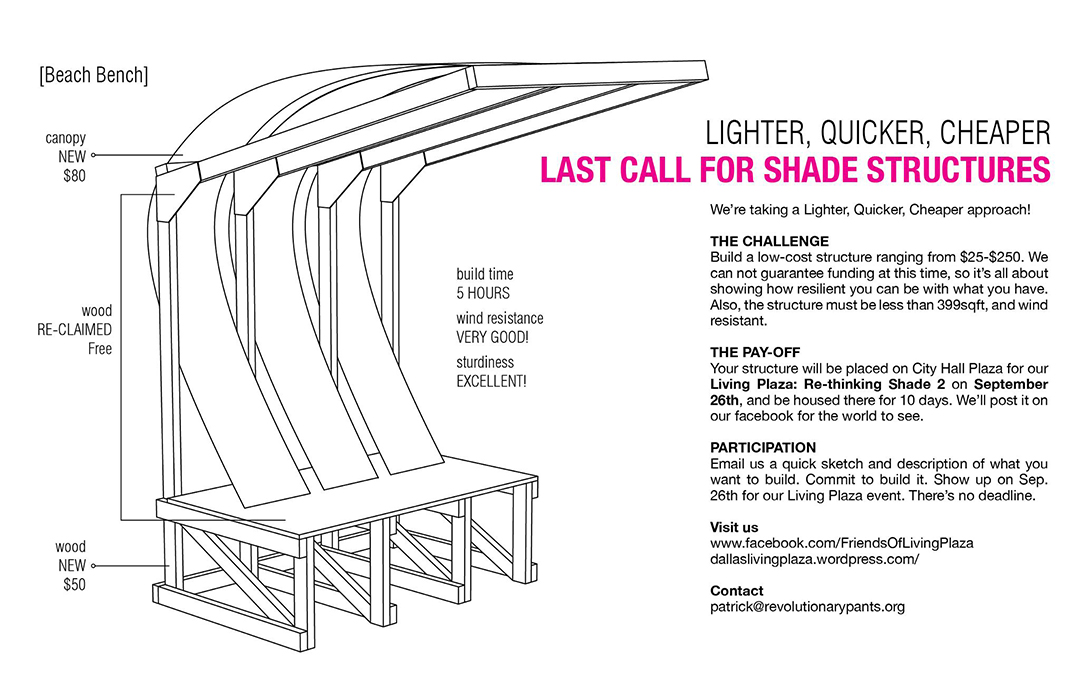 [Beach Bench]
canopy
NEW
$80
wood
RE-CLAIMED
Free
wood
NEW
$50
build time
5 HOURS
wind resistance
VERY GOOD!
sturdiness
EXCELLENT!
LIGHTER, QUICKER, CHEAPER
LAST CALL FOR SHADE STRUCTURES
We're taking a Lighter, Quicker, Cheaper approach!
THE CHALLENGE
Build a low-cost structure ranging from $25-$250. We
can not guarantee funding at this time, so it's all about
showing how resilient you can be with what you have.
Also, the structure must be less than 399sqft, and wind
resistant.
THE PAY-OFF
Your structure will be placed on City Hall Plaza for our
Living Plaza: Re-thinking Shade 2 on September
26th, and be housed there for 10 days. We'll post it on
our facebook for the world to see.
PARTICIPATION
Email us a quick sketch and description of what you
want to build. Commit to build it. Show up on Sep.
26th for our Living Plaza event. There's no deadline.
Visit us
www.facebook.com/FriendsOfLivingPlaza
dallaslivingplaza.wordpress.com/
Contact
patrick@revolutionarypants.org